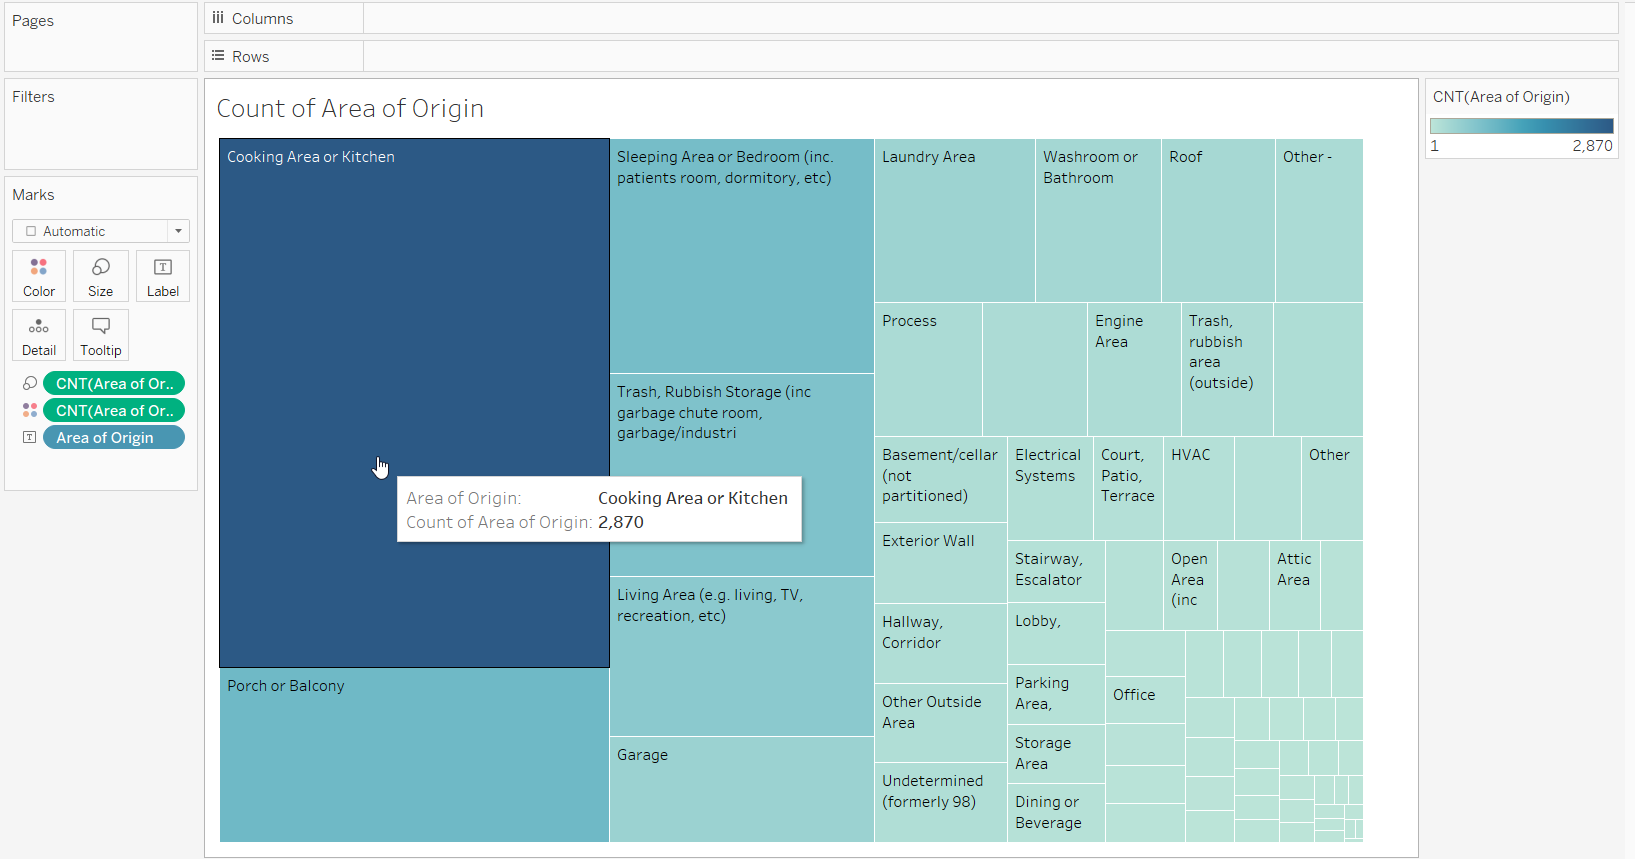 Pages
Columns
Rows
Filters
Marks
Automatic
Color
Size
Label
Detail
Tooltip
CNT(Area of Or..
CNT(Area of Or..
Area of Origin
Count of Area of Origin
Cooking Area or Kitchen
Porch or Balcony
Sleeping Area or Bedroom (inc.
patients room, dormitory, etc)
Trash, Rubbish Storage (inc
garbage chute room,
garbage/industri
Living Area (e.g. living, TV,
recreation, etc)
Garage
Area of Origin: Cooking Area or Kitchen
Count of Area of Origin: 2,870
Laundry Area
Washroom or
Bathroom
Roof
Other -
Process
Engine
Area
Trash,
rubbish
area
(outside)
Basement/cellar
(not
partitioned)
Electrical
Systems
Court,
Patio,
Terrace
HVAC
Other
Exterior Wall
Stairway,
Escalator
Open
Area
(inc
Attic
Area
Hallway,
Corridor
Lobby,
Parking
Area,
Office
Other Outside
Area
Storage
Area
Undetermined
(formerly 98)
Dining or
Beverage
CNT(Area of Origin)
1 2,870